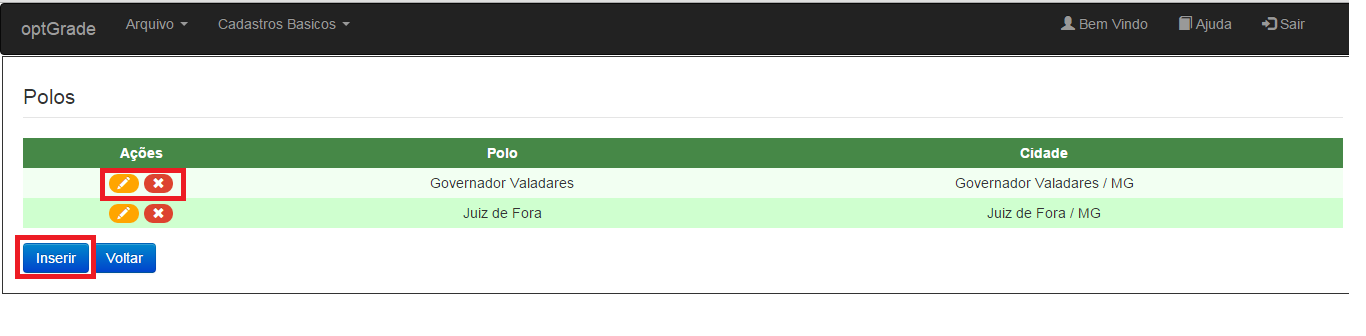 optGrade Arquivo Cadastros Basicos Bem Vindo Ajuda Sair
Polos
Ações Polo Cidade
Governador Valadares Governador Valadares / MG
Juiz de Fora Juiz de Fora / MG
Inserir Voltar